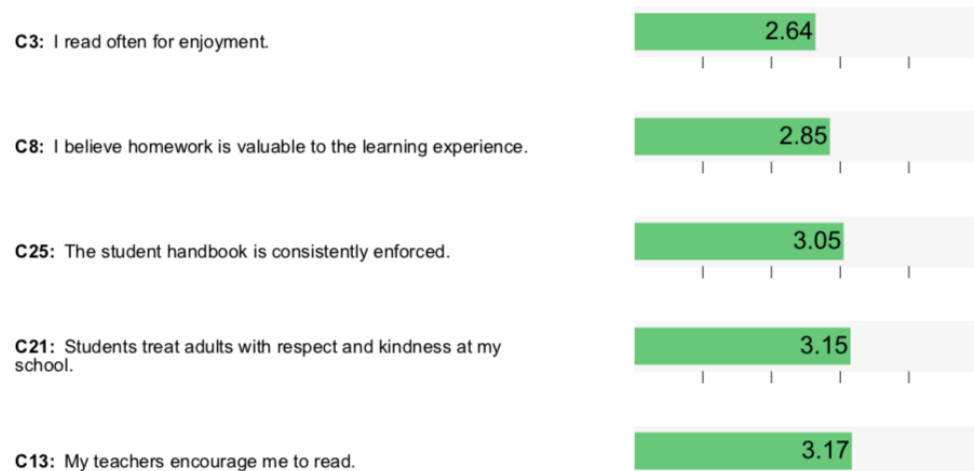 C3: I read often for enjoyment.
2.64
C8: I believe homework is valuable to the learning experience.
2.85
C25: The student handbook is consistently enforced.
3.05
C21: Students treat adults with respect and kindness at my
school.
3.15
C13: My teachers encourage me to read.
3.17